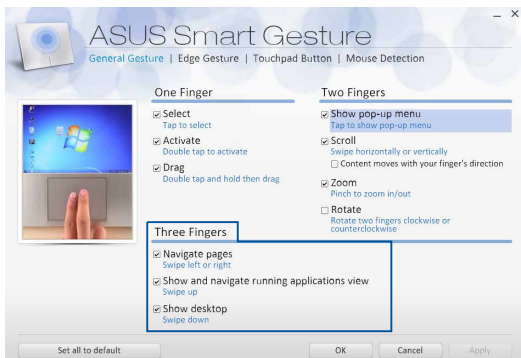 ASUS Smart Gesture
General Gesture | Edge Gesture | Touchpad Button | Mouse Detection
One Finger
Select
Tap to select
Activate
Double tap to activate
Drag
Double tap and hold then drag
Two Fingers
Show pop-up menu
Tap to show pop-up menu
Scroll
Swipe horizontally or vertically
Content moves with your finger's direction
Zoom
Pinch to zoom in/out
Rotate
Rotate two fingers clockwise or
counterclockwise
Three Fingers
Navigate pages
Swipe left or right
Show and navigate running applications view
Swipe up
Show desktop
Swipe down
Set all to default
OK
Cancel
Apply